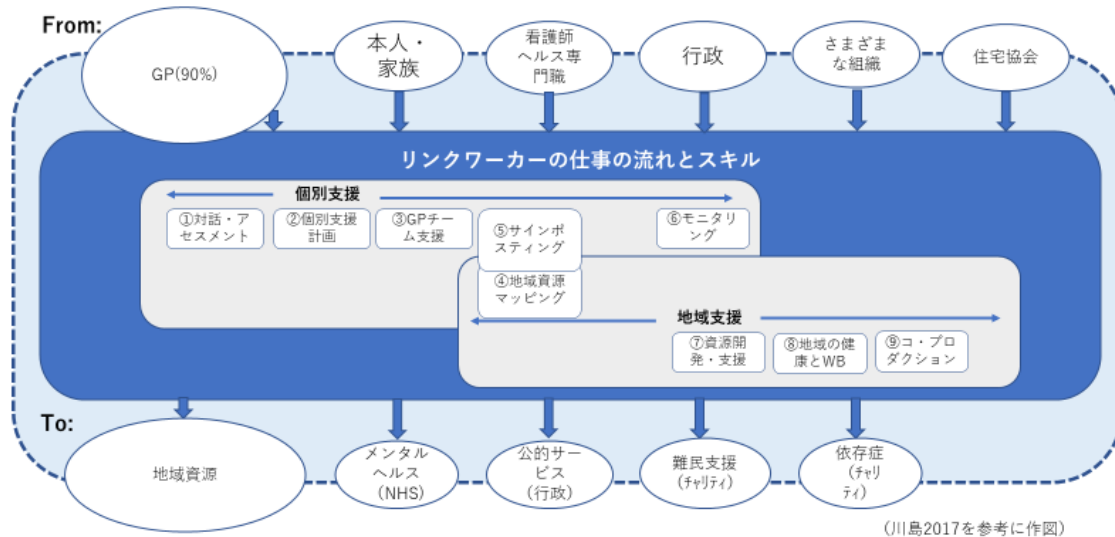 From:
GP(90%)
本人・
家族
看護師
ヘルス専
門職
行政
さまざま
な組織
住宅協会
リンクワーカーの仕事の流れとスキル
個別支援
①対話・ア
セスメント
②個別支援
計画
③GPチー
ム支援
⑤サインポ
スティング
⑥モニタリ
ング
④地域資源
マッピング
地域支援
⑦資源開
発・支援
⑧地域の健
康とWB
⑨コ・プロ
ダクション
To:
地域資源
メンタル
ヘルス
(NHS)
公的サー
ビス
(行政)
難民支援
(ﾁｬﾘﾃｨ)
依存症
(ﾁｬﾘ
ﾃｨ)
(川島2017を参考に作図)